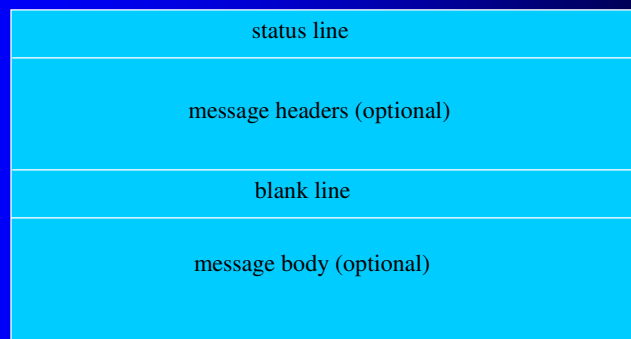 status line
message headers (optional)
blank line
message body (optional)